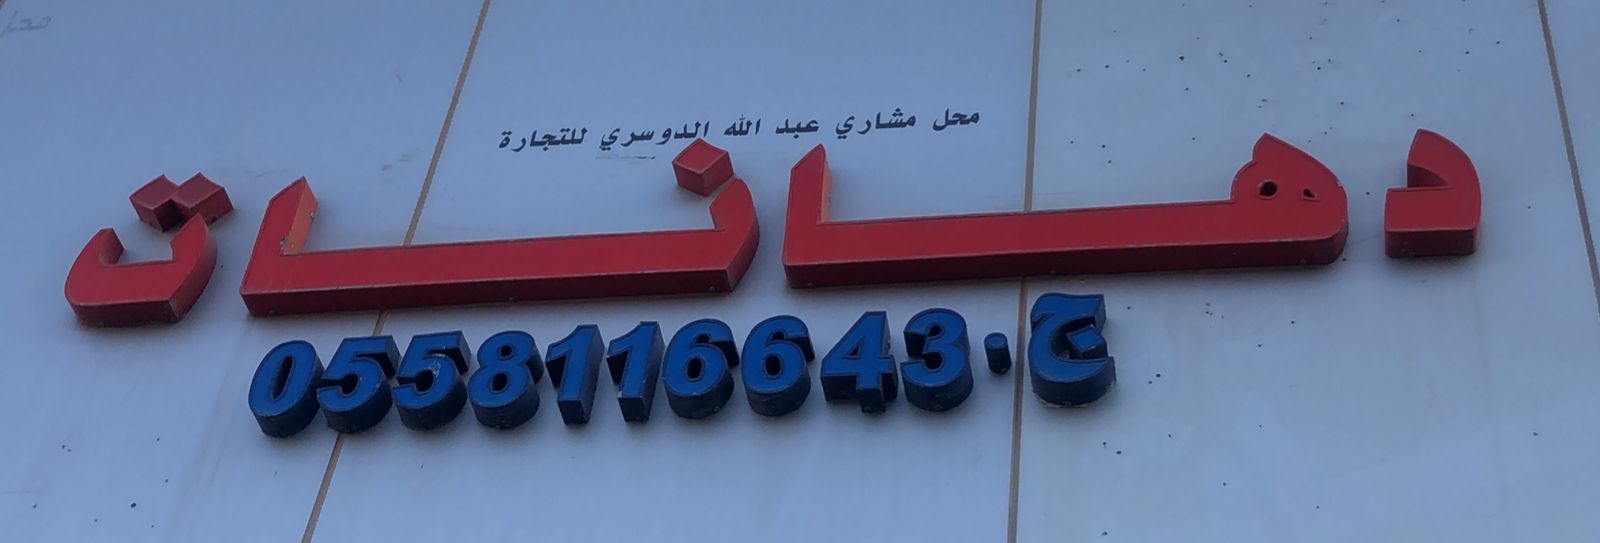 محل مشاري عبد الله الدوسري للتجارة
دهانات
ج.0558116643